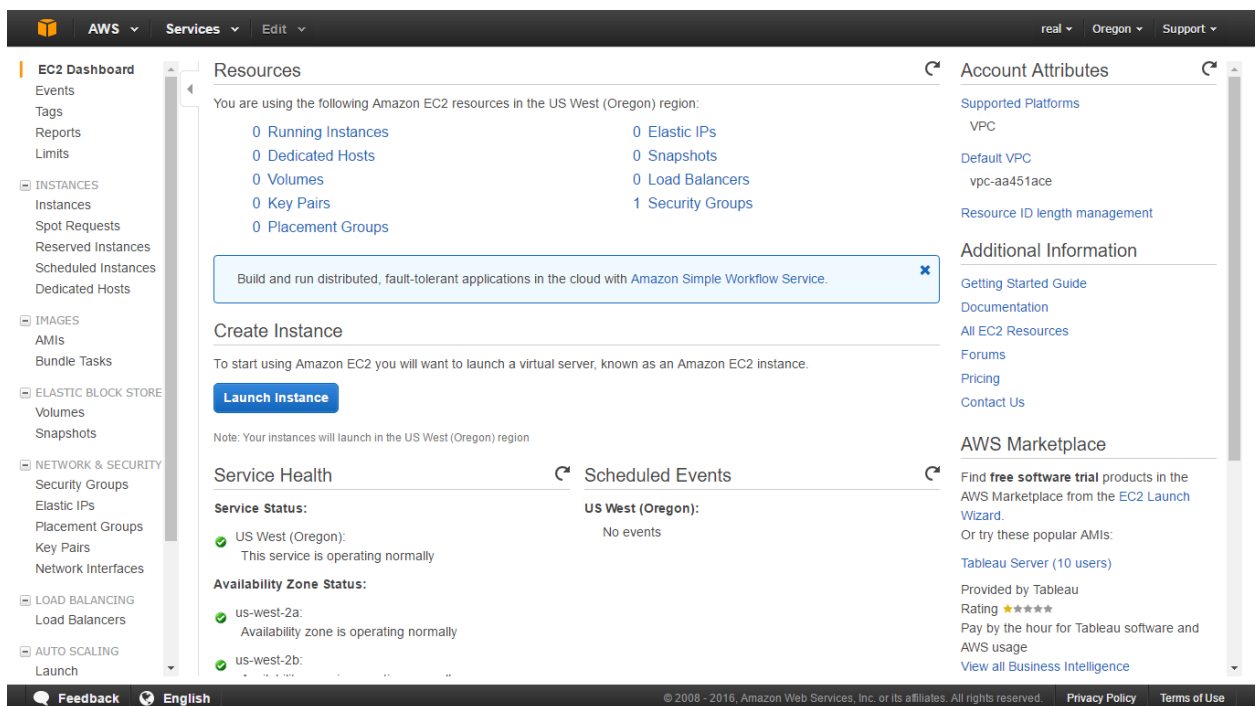 AWS Services Edit real Oregon Support
EC2 Dashboard
Events
Tags
Reports
Limits
INSTANCES
Instances
Spot Requests
Reserved Instances
Scheduled Instances
Dedicated Hosts
IMAGES
AMIs
Bundle Tasks
ELASTIC BLOCK STORE
Volumes
Snapshots
NETWORK & SECURITY
Security Groups
Elastic IPs
Placement Groups
Key Pairs
Network Interfaces
LOAD BALANCING
Load Balancers
AUTO SCALING
Launch
Resources
You are using the following Amazon EC2 resources in the US West (Oregon) region:
0 Running Instances
0 Dedicated Hosts
0 Volumes
0 Key Pairs
0 Placement Groups
0 Elastic IPs
0 Snapshots
0 Load Balancers
1 Security Groups
Build and run distributed, fault-tolerant applications in the cloud with Amazon Simple Workflow Service.
Create Instance
To start using Amazon EC2 you will want to launch a virtual server, known as an Amazon EC2 instance.
Launch Instance
Note: Your instances will launch in the US West (Oregon) region
Service Health
Service Status:
US West (Oregon):
This service is operating normally
Availability Zone Status:
us-west-2a:
Availability zone is operating normally
us-west-2b:
Scheduled Events
US West (Oregon):
No events
Account Attributes
Supported Platforms
VPC
Default VPC
vpc-aa451ace
Resource ID length management
Additional Information
Getting Started Guide
Documentation
All EC2 Resources
Forums
Pricing
Contact Us
AWS Marketplace
Find free software trial products in the
AWS Marketplace from the EC2 Launch
Wizard.
Or try these popular AMIs:
Tableau Server (10 users)
Provided by Tableau
Rating
Pay by the hour for Tableau software and
AWS usage
View all Business Intelligence
Feedback English © 2008 - 2016, Amazon Web Services, Inc. or its affiliates. All rights reserved. Privacy Policy Terms of Use